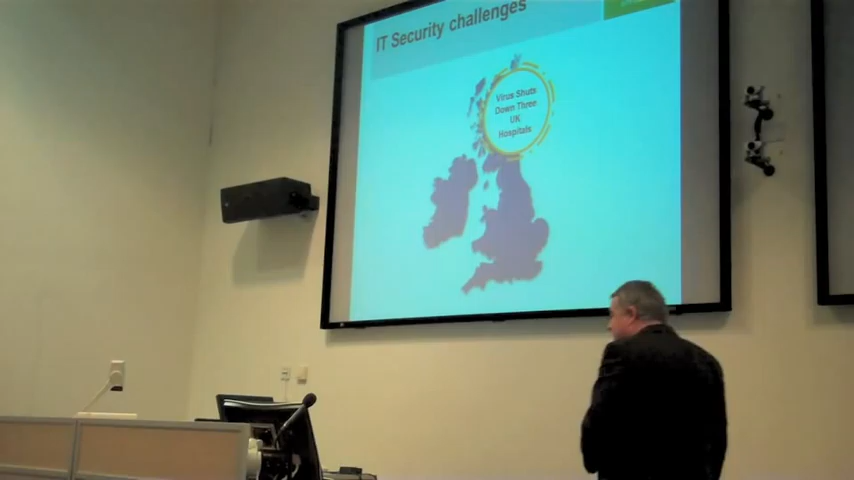 IT Security challenges
Virus Shuts
Down Three
UK
Hospitals